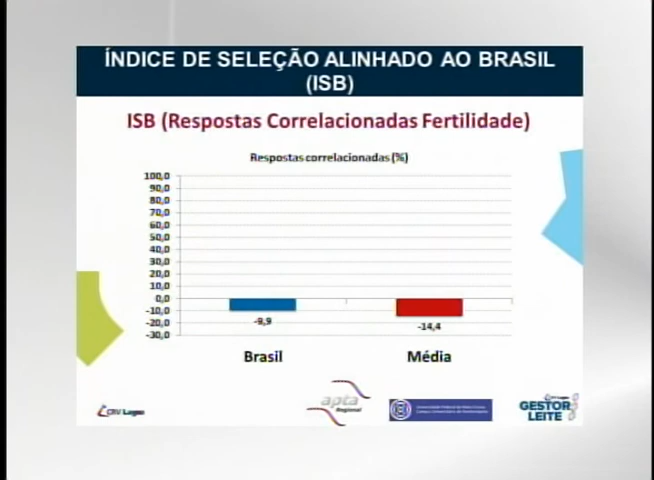 ÍNDICE DE SELEÇÃO ALINHADO AO BRASIL
(ISB)
ISB (Respostas Correlacionadas Fertilidade)
Respostas correlacionadas (%)
100,0
90,0
80,0
70,0
60,0
50,0
40,0
30,0
20,0
10,0
0,0
-10,0
-20,0
-30,0
-9,9
-14,4
Brasil
Média
CRV Lagoa
apta
Regional
GESTOR
LEITE